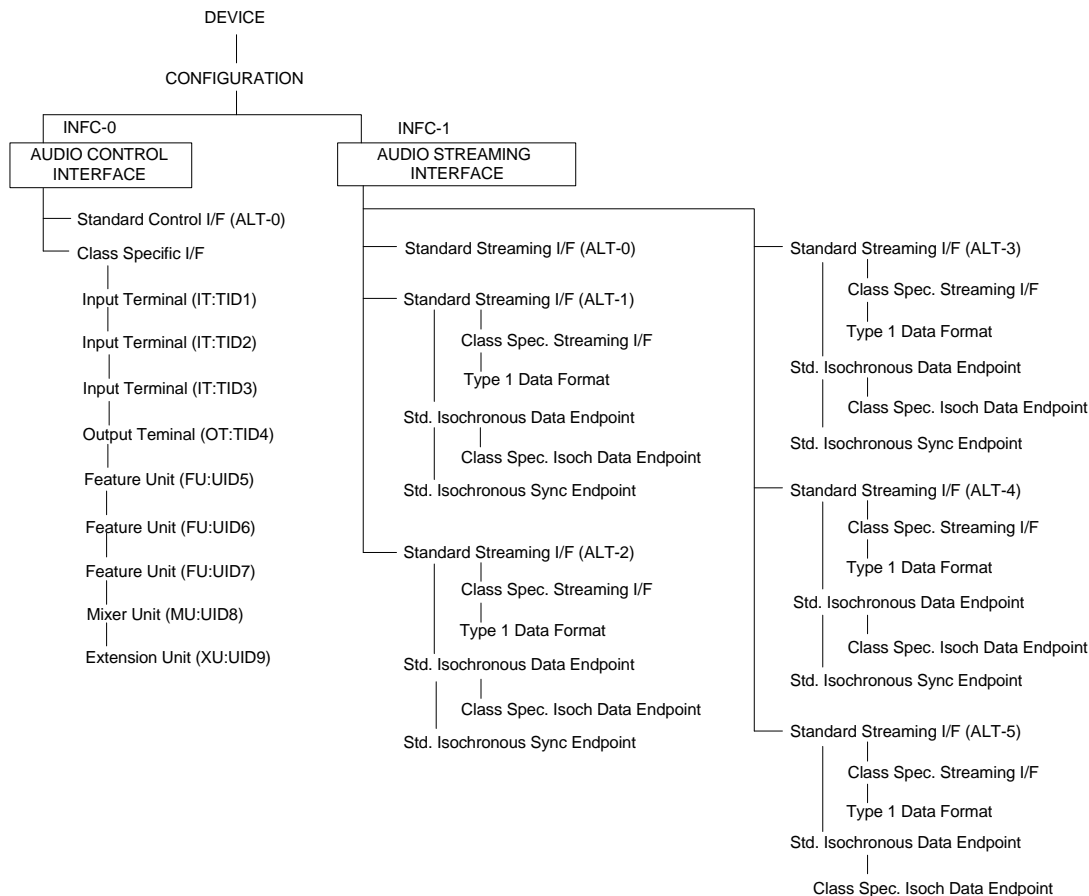 DEVICE
CONFIGURATION
INFC-0
AUDIO CONTROL
INTERFACE
Standard Control I/F (ALT-0)
Class Specific I/F
Input Terminal (IT:TID1)
Input Terminal (IT:TID2)
Input Terminal (IT:TID3)
Output Teminal (OT:TID4)
Feature Unit (FU:UID5)
Feature Unit (FU:UID6)
Feature Unit (FU:UID7)
Mixer Unit (MU:UID8)
Extension Unit (XU:UID9)
INFC-1
AUDIO STREAMING
INTERFACE
Standard Streaming I/F (ALT-0)
Standard Streaming I/F (ALT-1)
Class Spec. Streaming I/F
Type 1 Data Format
Std. Isochronous Data Endpoint
Class Spec. Isoch Data Endpoint
Std. Isochronous Sync Endpoint
Standard Streaming I/F (ALT-2)
Class Spec. Streaming I/F
Type 1 Data Format
Std. Isochronous Data Endpoint
Class Spec. Isoch Data Endpoint
Std. Isochronous Sync Endpoint
Standard Streaming I/F (ALT-3)
Class Spec. Streaming I/F
Type 1 Data Format
Std. Isochronous Data Endpoint
Class Spec. Isoch Data Endpoint
Std. Isochronous Sync Endpoint
Standard Streaming I/F (ALT-4)
Class Spec. Streaming I/F
Type 1 Data Format
Std. Isochronous Data Endpoint
Class Spec. Isoch Data Endpoint
Std. Isochronous Sync Endpoint
Standard Streaming I/F (ALT-5)
Class Spec. Streaming I/F
Type 1 Data Format
Std. Isochronous Data Endpoint
Class Spec. Isoch Data Endpoint